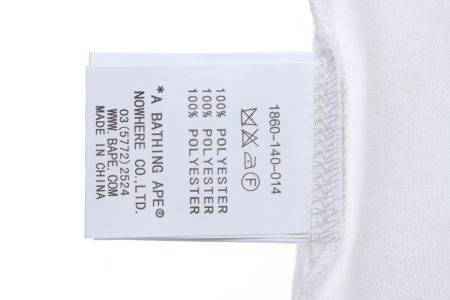 1860-140-014
100% POLYESTER
100% POLYESTER
100% POLYESTER
*A BATHING APE®
NOWHERE CO.,LTD.
03(5772)2524
WWW.BAPE.COM
MADE IN CHINA